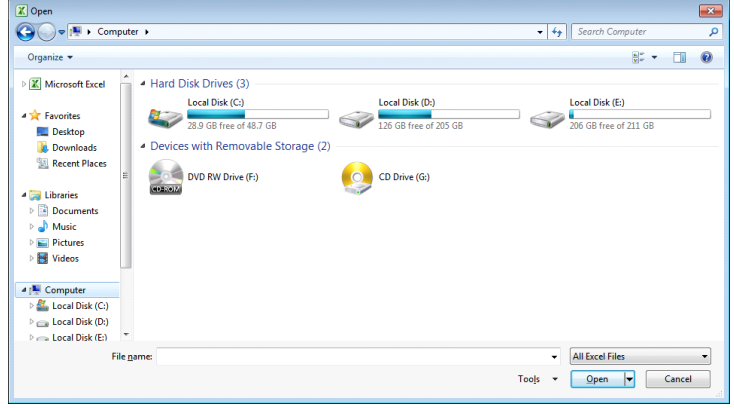 Open
Computer
Search Computer
Organize
Microsoft Excel
Favorites
Desktop
Downloads
Recent Places
Libraries
Documents
Music
Pictures
Videos
Computer
Local Disk (C:)
Local Disk (D:)
Local Disk (E:)
Hard Disk Drives (3)
Local Disk (C:)
28.9 GB free of 48.7 GB
Local Disk (D:)
126 GB free of 205 GB
Local Disk (E:)
206 GB free of 211 GB
Devices with Removable Storage (2)
CD-ROM
DVD RW Drive (F:)
CD Drive (G:)
File name:
All Excel Files
Tools
Open
Cancel